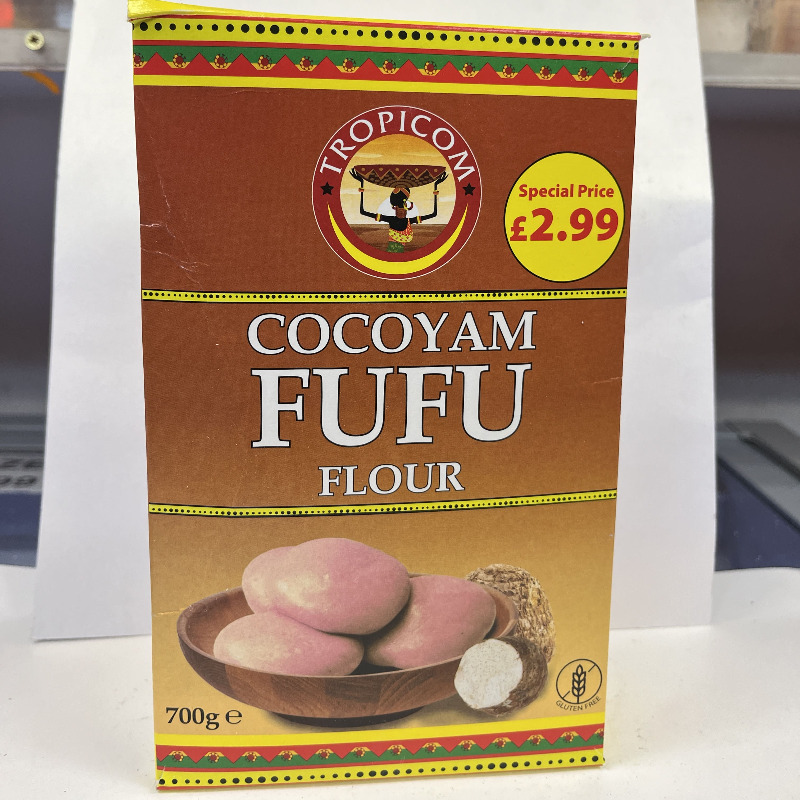 TROPICOM
Special Price
£2.99
COCOYAM
FUFU
FLOUR
700g ℮
GLUTEN FREE